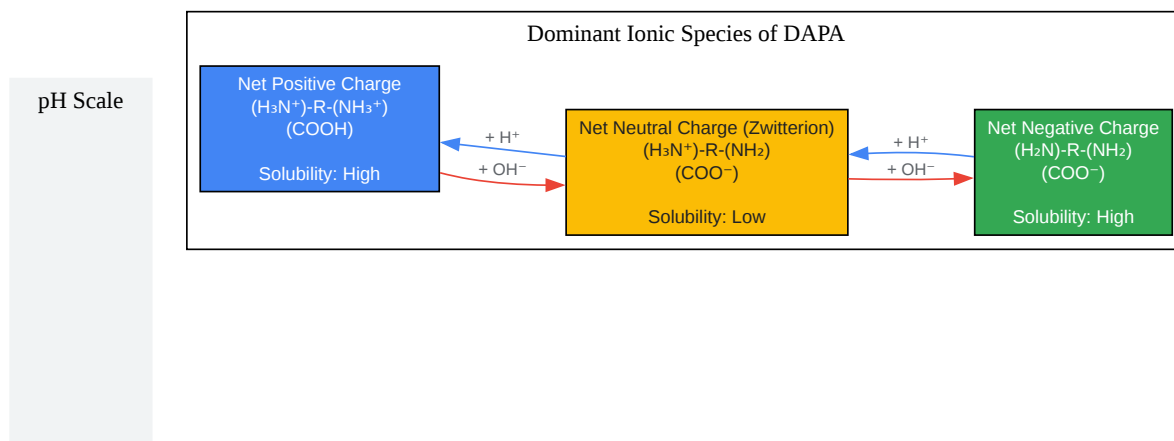 Dominant Ionic Species of DAPA
pH Scale
Net Positive Charge
(H₃N⁺)-R-(NH₃⁺)
(COOH)
Solubility: High
+ H⁺
+ OH⁻
Net Neutral Charge (Zwitterion)
(H₃N⁺)-R-(NH₂)
(COO⁻)
Solubility: Low
+ H⁺
+ OH⁻
Net Negative Charge
(H₂N)-R-(NH₂)
(COO⁻)
Solubility: High